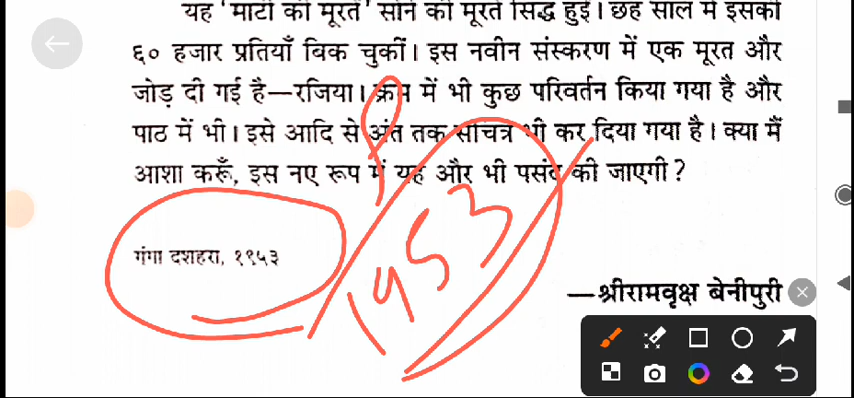 यह 'माटी की मूरतें' सोने की मूरतें सिद्ध हुईं। छह साल में इसकी
६० हजार प्रतियाँ बिक चुकीं। इस नवीन संस्करण में एक मूरत और
जोड़ दी गई है—रजिया। क्रम में भी कुछ परिवर्तन किया गया है और
पाठ में भी। इसे आदि से अंत तक सचित्र भी कर दिया गया है। क्या मैं
आशा करूँ, इस नए रूप में यह और भी पसंद की जाएगी?
गंगा दशहरा, १९५३
1953
—श्रीरामवृक्ष बेनीपुरी